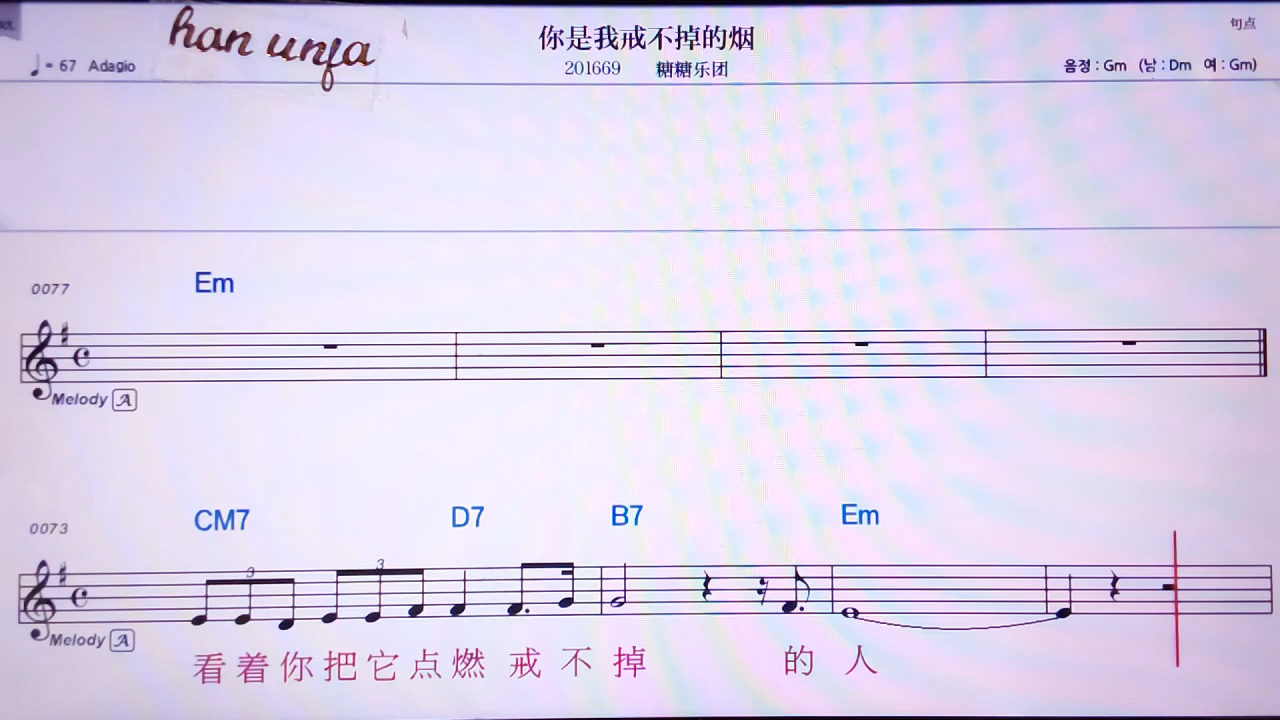 han unfa
你是我戒不掉的烟
句点
♩= 67 Adagio
201669 糖糖乐团
음정 : Gm (남 : Dm 여 : Gm)
0077
Em
Melody A
0073
CM7 D7 B7 Em
3 3
Melody A
看着你把它点燃 戒不掉 的人